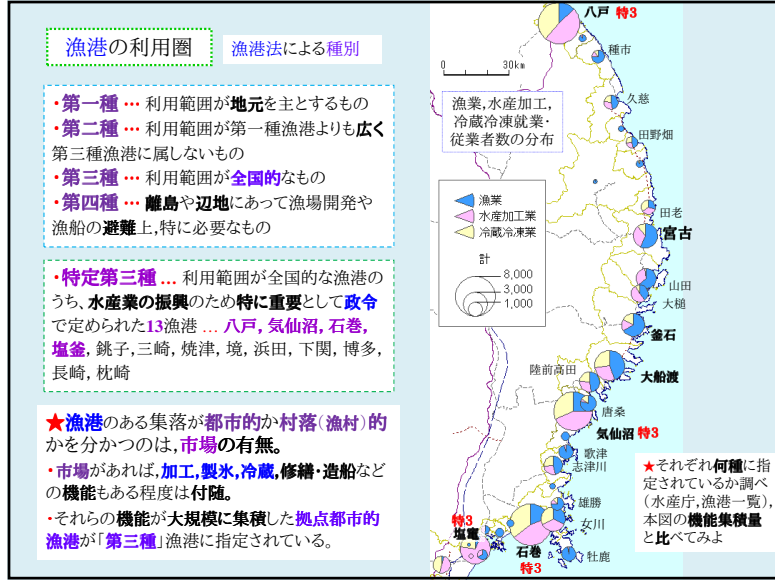 漁港の利用圏
漁港法による種別
・第一種 … 利用範囲が地元を主とするもの
・第二種 … 利用範囲が第一種漁港よりも広く
第三種漁港に属しないもの
・第三種 … 利用範囲が全国的なもの
・第四種 … 離島や辺地にあって漁場開発や
漁船の避難上,特に必要なもの
・特定第三種 … 利用範囲が全国的な漁港の
うち、水産業の振興のため特に重要として政令
で定められた13漁港 … 八戸, 気仙沼, 石巻,
塩釜, 銚子,三崎, 焼津, 境, 浜田, 下関, 博多,
長崎, 枕崎
★漁港のある集落が都市的か村落(漁村)的
かを分かつのは,市場の有無。
・市場があれば,加工,製氷,冷蔵,修繕・造船など
の機能もある程度は付随。
・それらの機能が大規模に集積した拠点都市的
漁港が「第三種」漁港に指定されている。
八戸 特3
0 30km
種市
漁業,水産加工,
冷蔵冷凍就業・
従業者数の分布
久慈
田野畑
漁業
水産加工業
冷蔵冷凍業
計
8,000
3,000
1,000
田老
宮古
山田
大槌
釜石
陸前高田
大船渡
唐桑
気仙沼 特3
歌津
志津川
★それぞれ何種に指
定されているか調べ
(水産庁,漁港一覧),
本図の機能集積量
と比べてみよ
雄勝
特3
塩竈
女川
石巻
特3
牡鹿